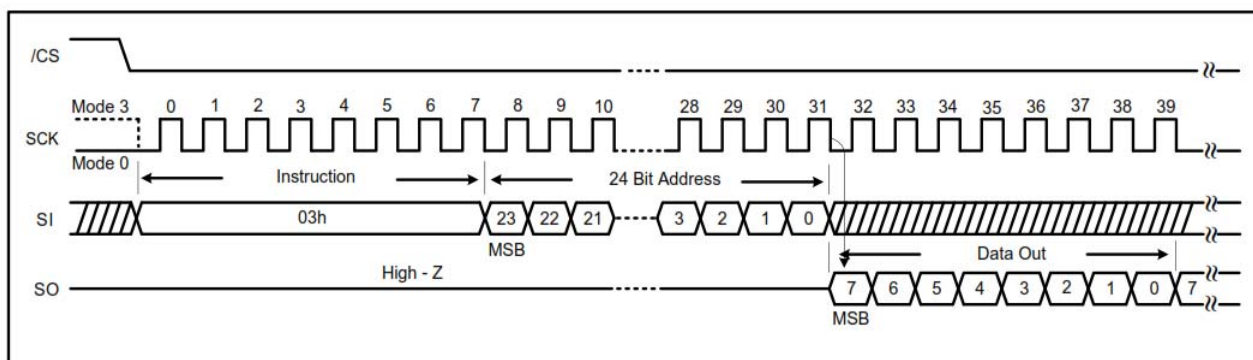 /CS
Mode 3 0 1 2 3 4 5 6 7 8 9 10 28 29 30 31 32 33 34 35 36 37 38 39
SCK
Mode 0
Instruction 24 Bit Address
SI 03h 23 22 21 3 2 1 0
MSB
High - Z Data Out
SO 7 6 5 4 3 2 1 0 7
MSB